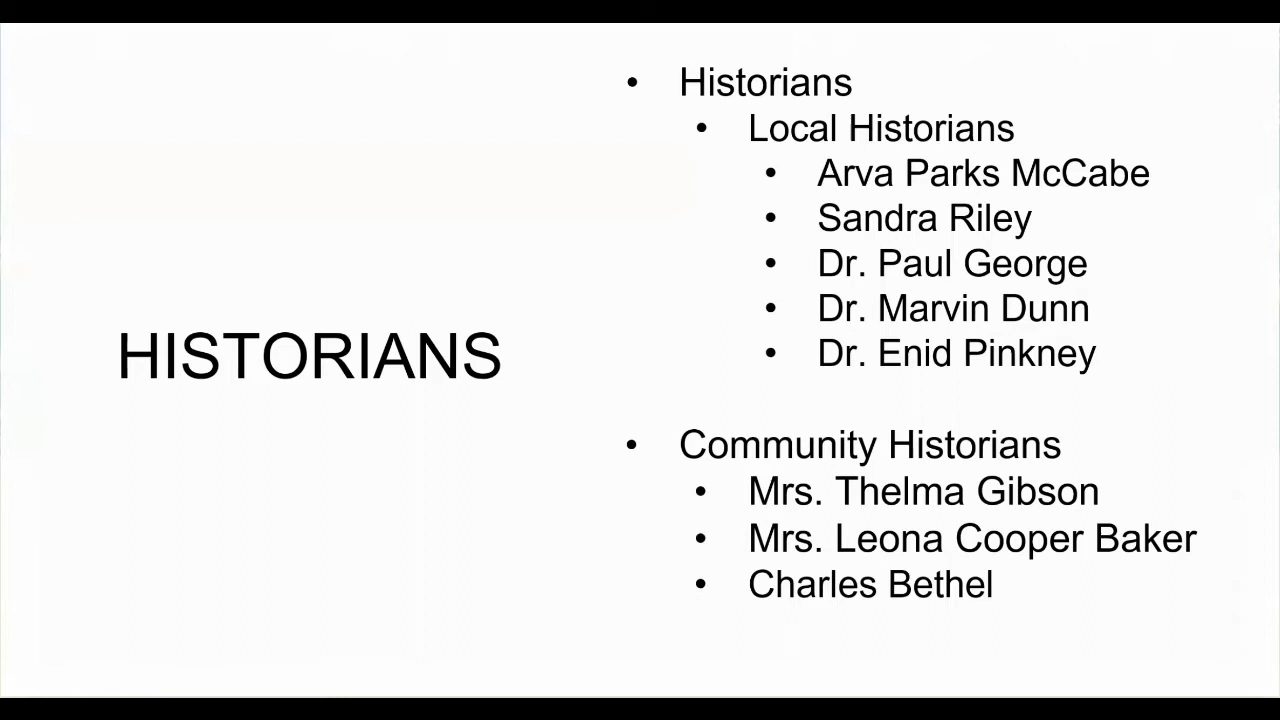 HISTORIANS
• Historians
• Local Historians
• Arva Parks McCabe
• Sandra Riley
• Dr. Paul George
• Dr. Marvin Dunn
• Dr. Enid Pinkney
• Community Historians
• Mrs. Thelma Gibson
• Mrs. Leona Cooper Baker
• Charles Bethel